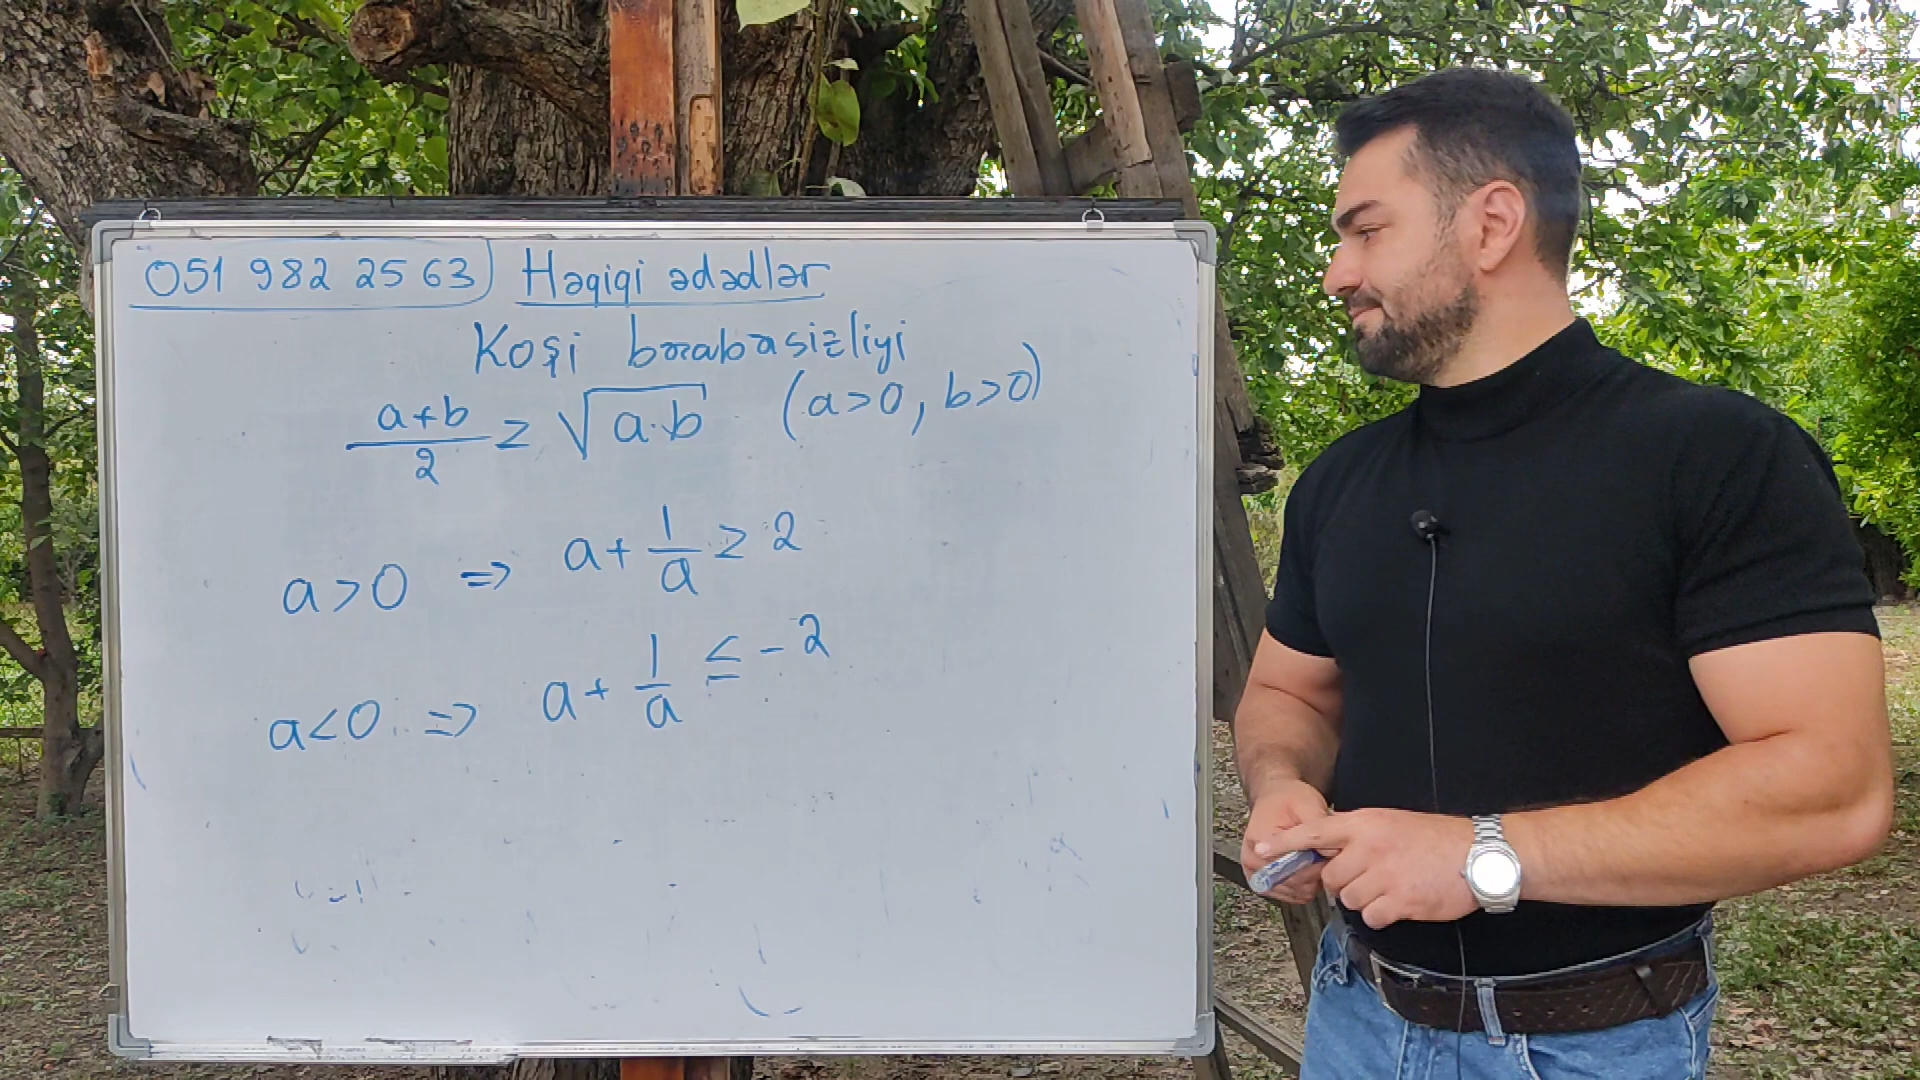 051 982 25 63 Həqiqi ədədlər
Koşi bərabərsizliyi
a+b/2 ≥ √a·b (a>0, b>0)
a>0 => a+ 1/a ≥ 2
a<0 => a+ 1/a ≤ -2